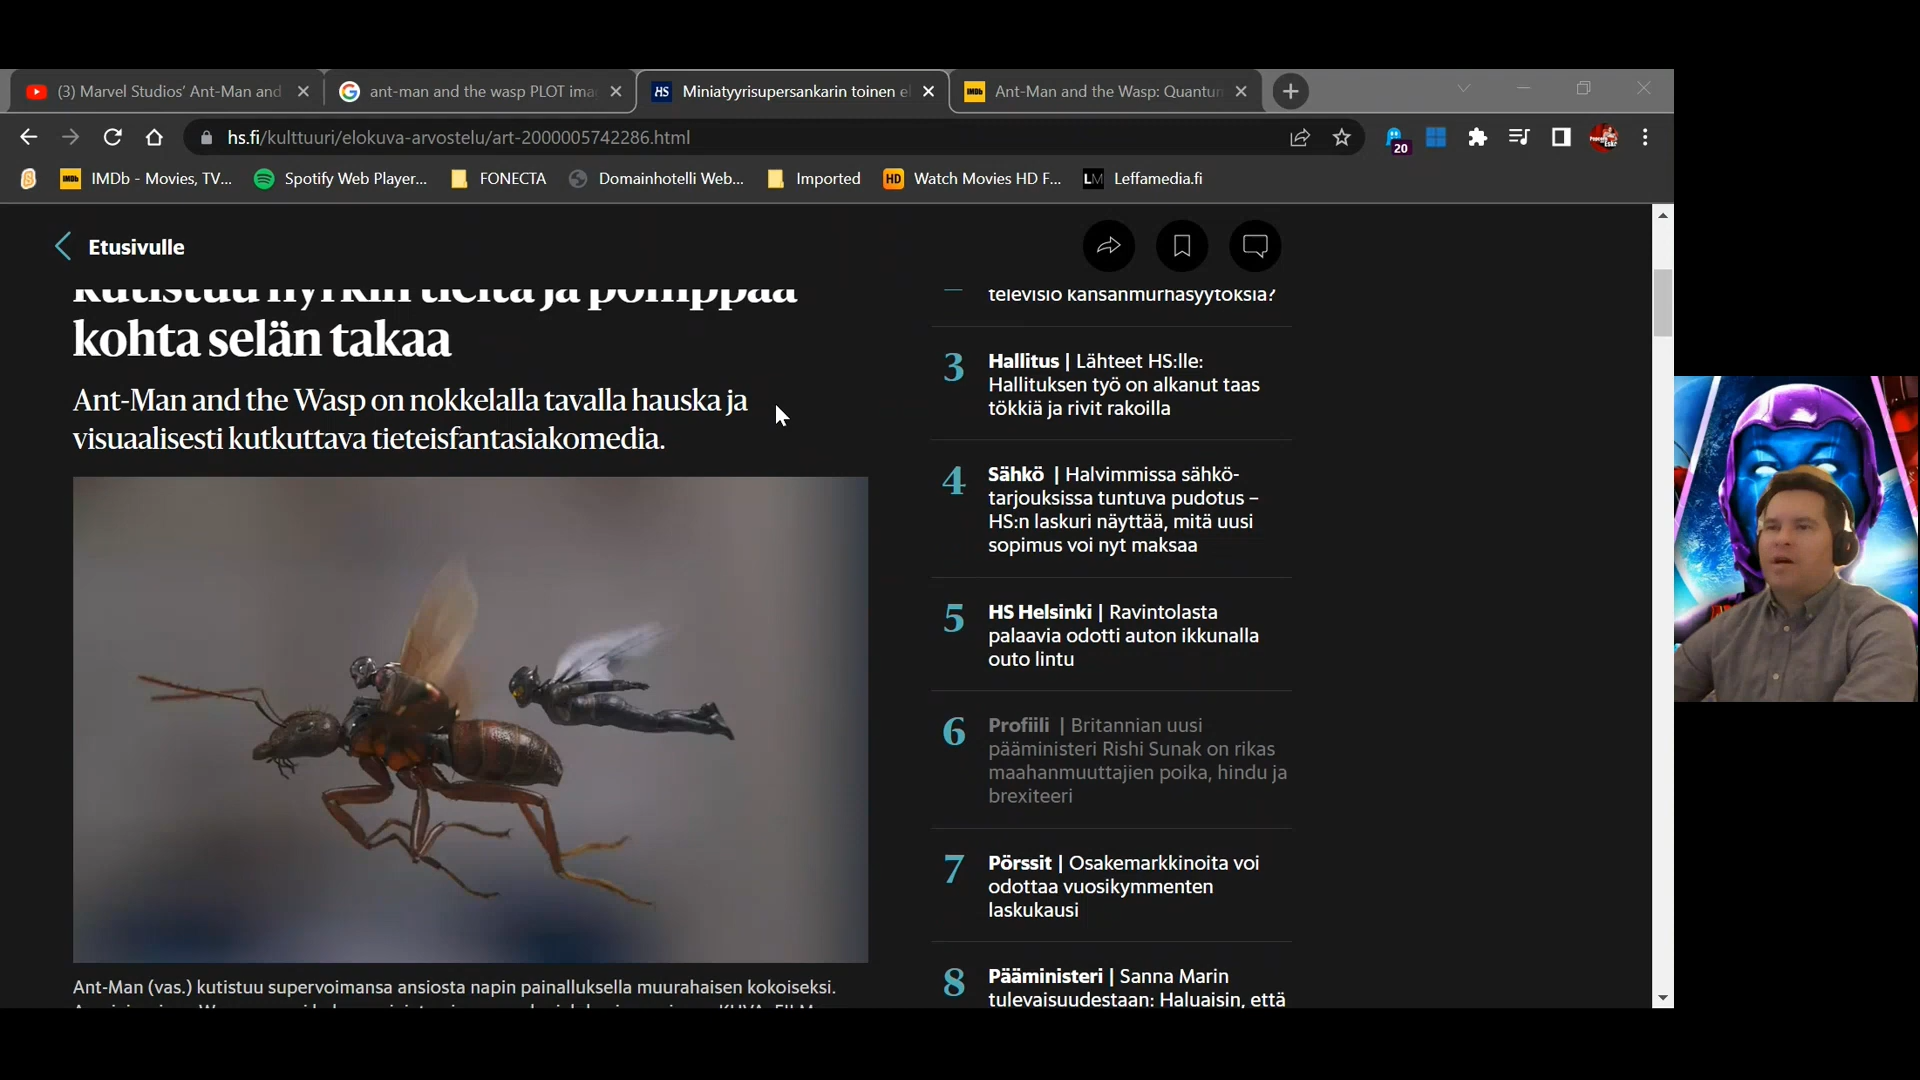 (3) Marvel Studios' Ant-Man and
ant-man and the wasp PLOT ima
HS
Miniatyyrisupersankarin toinen el
IMDb
Ant-Man and the Wasp: Quantum
hs.fi/kulttuuri/elokuva-arvostelu/art-2000005742286.html
20
IMDb
IMDb - Movies, TV...
Spotify Web Player...
FONECTA
Domainhotelli Web...
Imported
HD
Watch Movies HD F...
LM
Leffamedia.fi
Etusivulle
kutistuu nyrkin tieltä ja pomppaa
kohta selän takaa
Ant-Man and the Wasp on nokkelalla tavalla hauska ja
visuaalisesti kutkuttava tieteisfantasiakomedia.
Ant-Man (vas.) kutistuu supervoimansa ansiosta napin painalluksella muurahaisen kokoiseksi.
televisio kansanmurhasyytöksiä?
3
Hallitus | Lähteet HS:lle:
Hallituksen työ on alkanut taas
tökkiä ja rivit rakoilla
4
Sähkö | Halvimmissa sähkö-
tarjouksissa tuntuva pudotus –
HS:n laskuri näyttää, mitä uusi
sopimus voi nyt maksaa
5
HS Helsinki | Ravintolasta
palaavia odotti auton ikkunalla
outo lintu
6
Profiili | Britannian uusi
pääministeri Rishi Sunak on rikas
maahanmuuttajien poika, hindu ja
brexiteeri
7
Pörssit | Osakemarkkinoita voi
odottaa vuosikymmenten
laskukausi
8
Pääministeri | Sanna Marin
tulevaisuudestaan: Haluaisin, että